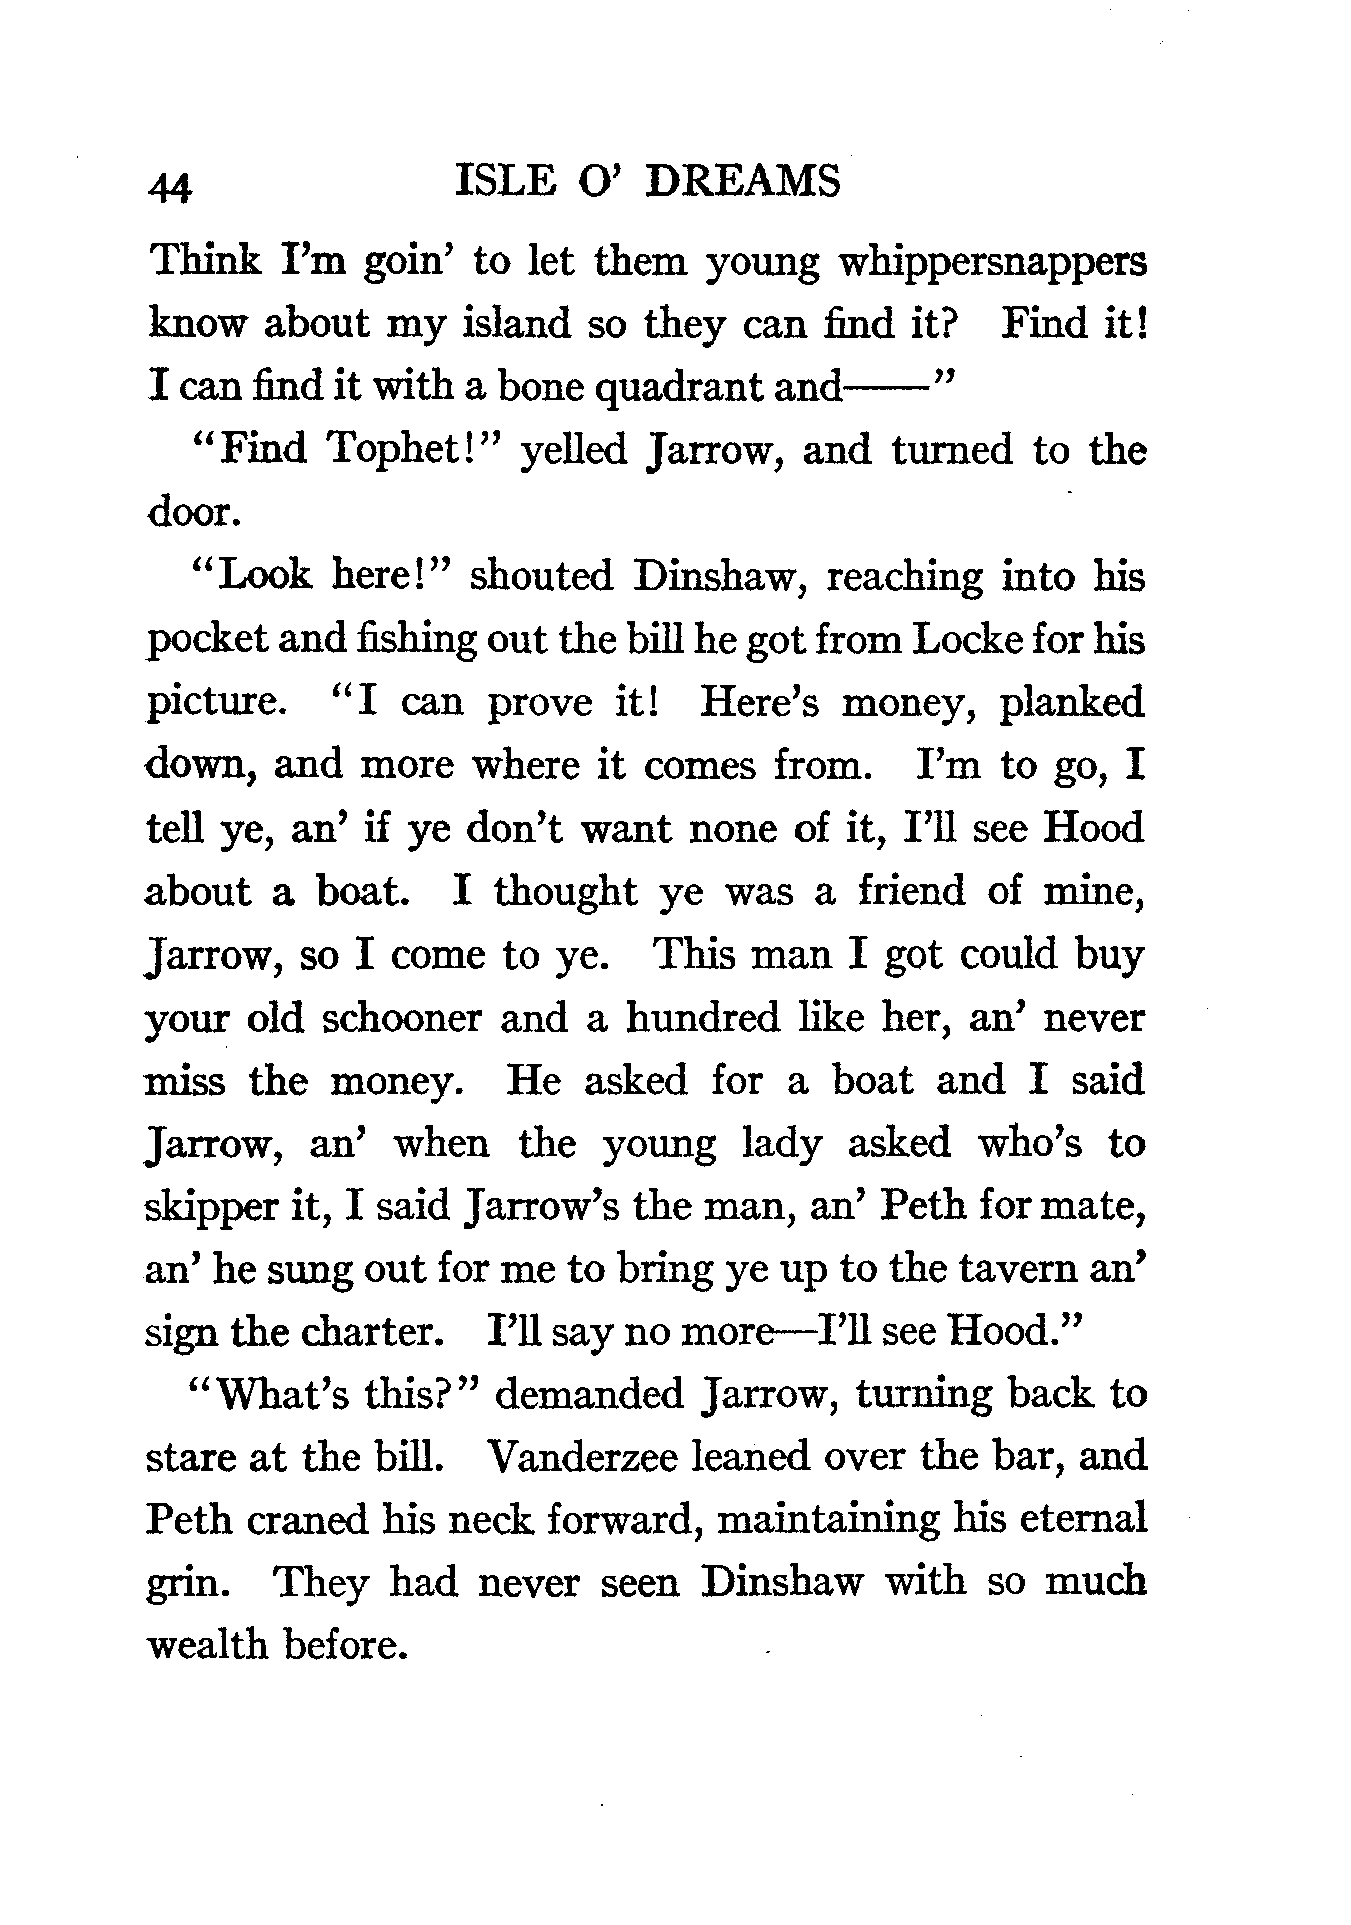 44 ISLE O' DREAMS
Think I'm goin' to let them young whippersnappers
know about my island so they can find it? Find it!
I can find it with a bone quadrant and——"
"Find Tophet!" yelled Jarrow, and turned to the
door.
"Look here!" shouted Dinshaw, reaching into his
pocket and fishing out the bill he got from Locke for his
picture. "I can prove it! Here's money, planked
down, and more where it comes from. I'm to go, I
tell ye, an' if ye don't want none of it, I'll see Hood
about a boat. I thought ye was a friend of mine,
Jarrow, so I come to ye. This man I got could buy
your old schooner and a hundred like her, an' never
miss the money. He asked for a boat and I said
Jarrow, an' when the young lady asked who's to
skipper it, I said Jarrow's the man, an' Peth for mate,
an' he sung out for me to bring ye up to the tavern an'
sign the charter. I'll say no more—I'll see Hood."
"What's this?" demanded Jarrow, turning back to
stare at the bill. Vanderzee leaned over the bar, and
Peth craned his neck forward, maintaining his eternal
grin. They had never seen Dinshaw with so much
wealth before.